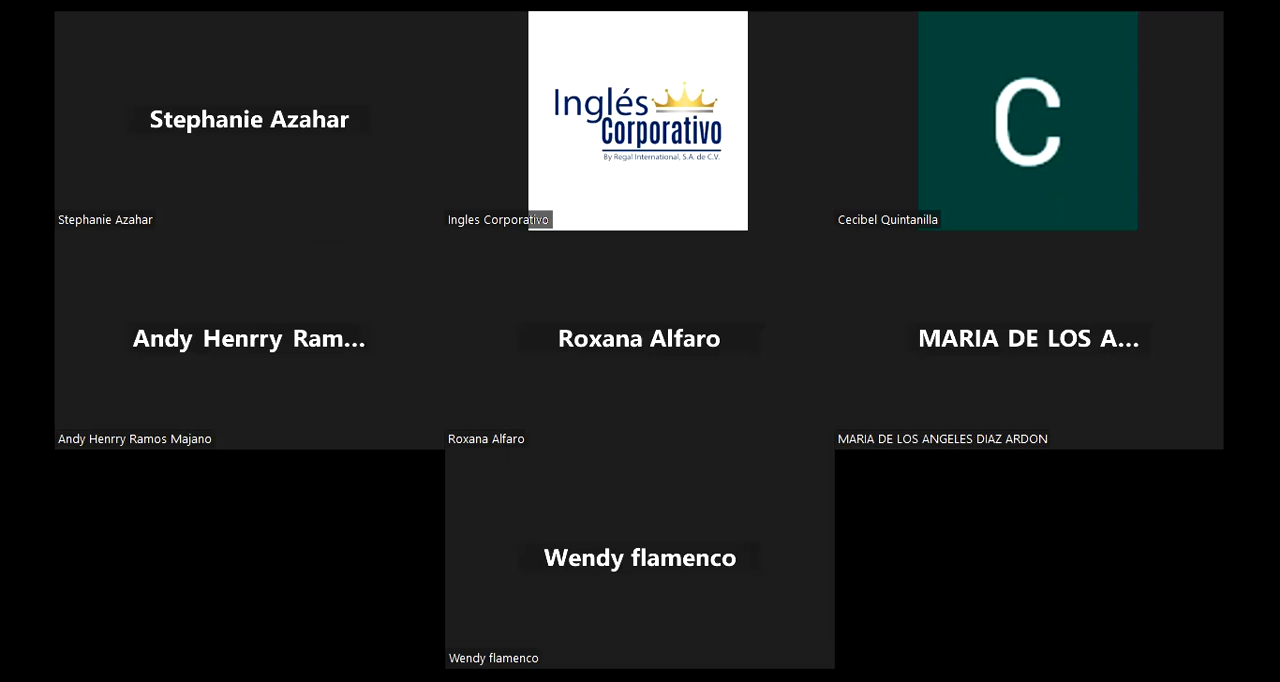 Stephanie Azahar
Stephanie Azahar
Inglés
Corporativo
By Regal International, S.A. de C.V.
Ingles Corporativo
C
Cecibel Quintanilla
Andy Henrry Ram...
Andy Henrry Ramos Majano
Roxana Alfaro
Roxana Alfaro
MARIA DE LOS A...
MARIA DE LOS ANGELES DIAZ ARDON
Wendy flamenco
Wendy flamenco